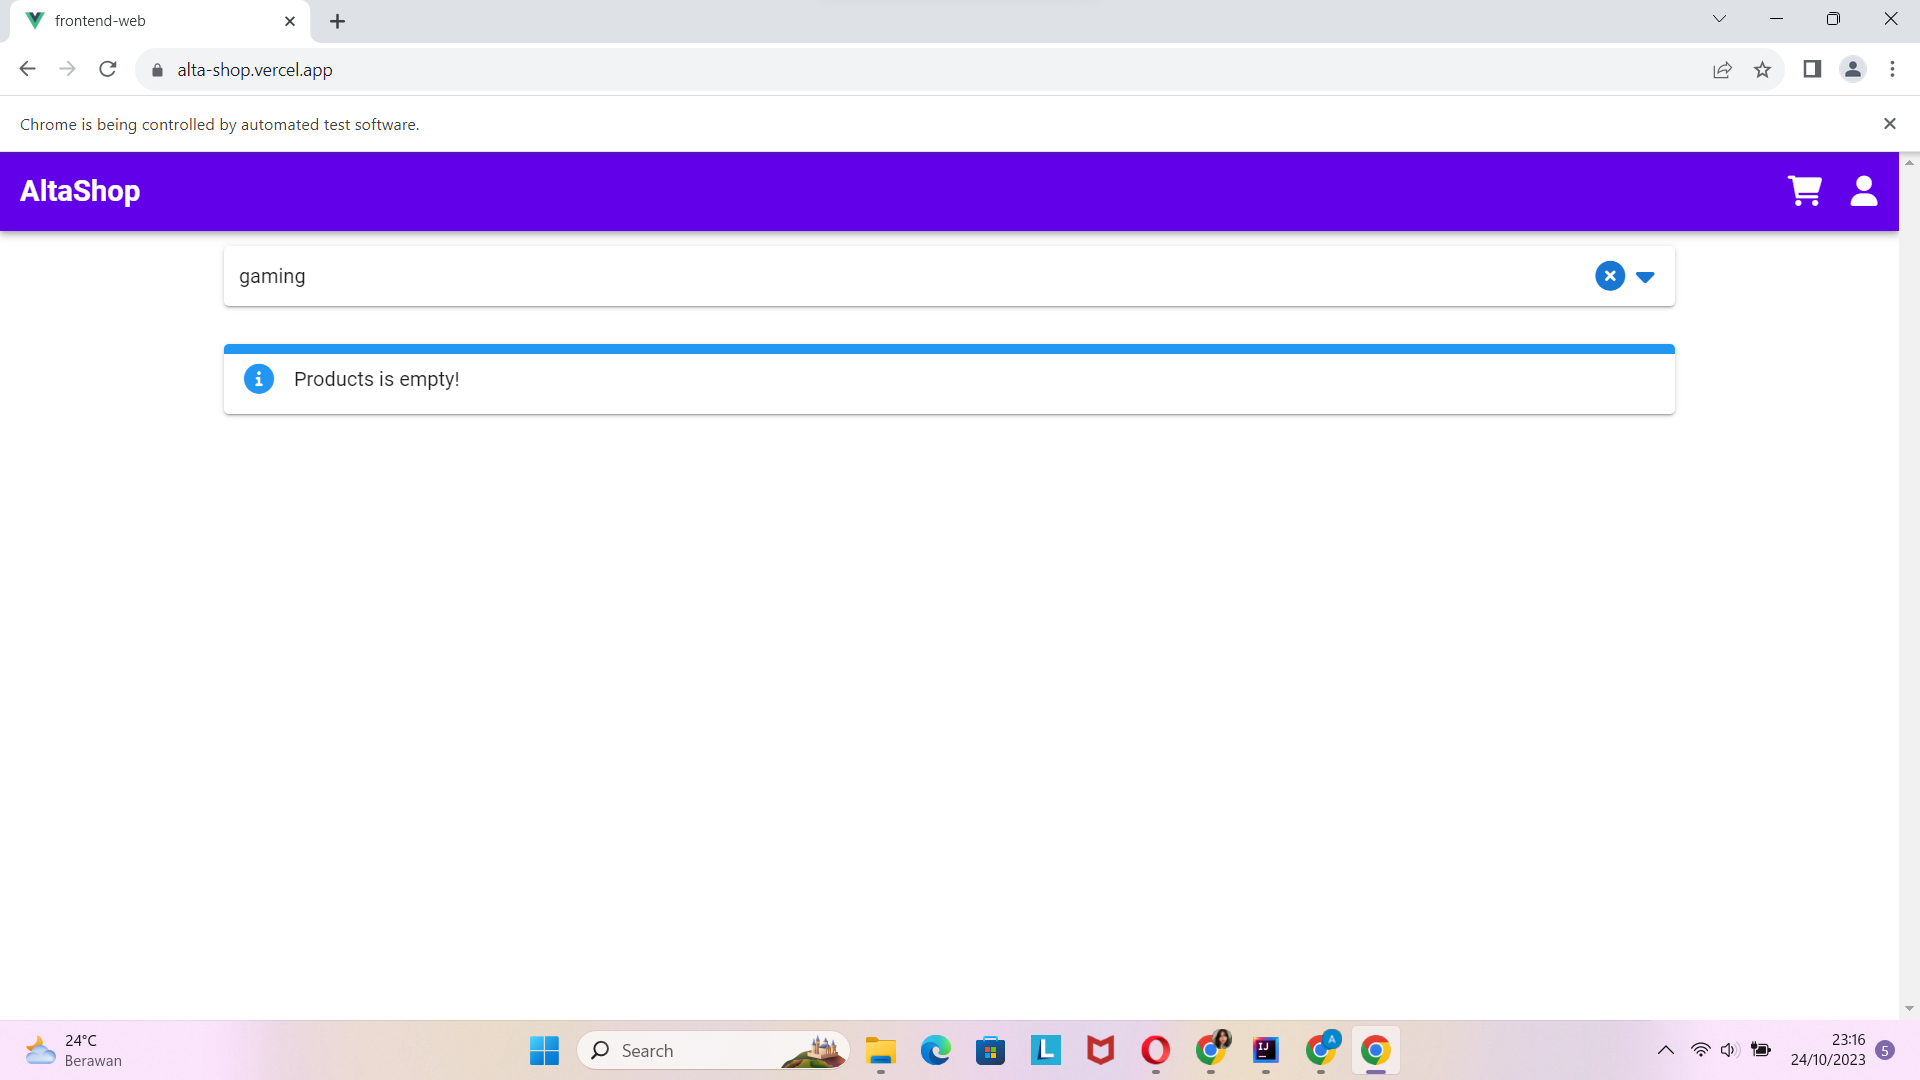 frontend-web
alta-shop.vercel.app
Chrome is being controlled by automated test software.
AltaShop
gaming
Products is empty!
24°C
Berawan
Search
L
IJ
A
23:16
24/10/2023
5